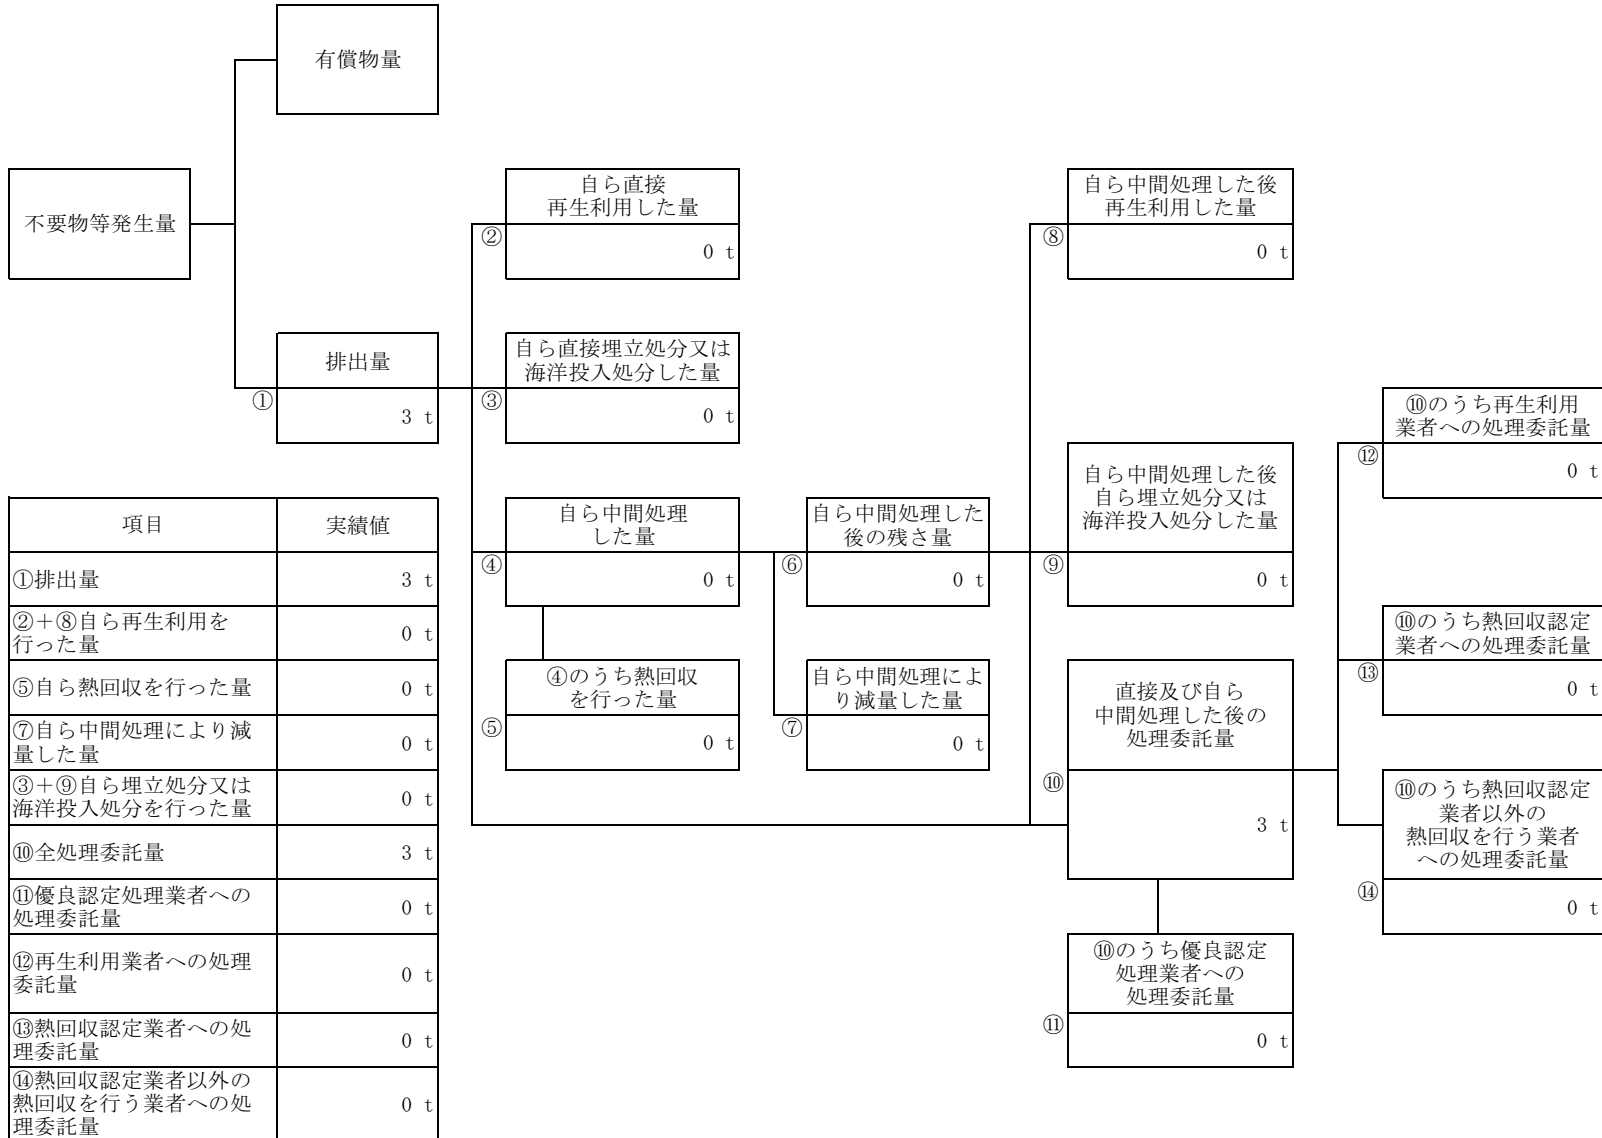 有償物量
不要物等発生量
自ら直接
再生利用した量
②
0 t
自ら中間処理した後
再生利用した量
⑧
0 t
排出量
①
3 t
自ら直接埋立処分又は
海洋投入処分した量
③
0 t
⑩のうち再生利用
業者への処理委託量
⑫
0 t
自ら中間処理
した量
④
0 t
自ら中間処理した
後の残さ量
⑥
0 t
自ら中間処理した後
自ら埋立処分又は
海洋投入処分した量
⑨
0 t
⑩のうち熱回収認定
業者への処理委託量
⑬
0 t
④のうち熱回収
を行った量
⑤
0 t
自ら中間処理によ
り減量した量
⑦
0 t
直接及び自ら
中間処理した後の
処理委託量
⑩
3 t
⑩のうち熱回収認定
業者以外の
熱回収を行う業者
への処理委託量
⑭
0 t
⑩のうち優良認定
処理業者への
処理委託量
⑪
0 t
項目 実績値
①排出量 3 t
②+⑧自ら再生利用を
行った量 0 t
⑤自ら熱回収を行った量 0 t
⑦自ら中間処理により減
量した量 0 t
③+⑨自ら埋立処分又は
海洋投入処分を行った量 0 t
⑩全処理委託量 3 t
⑪優良認定処理業者への
処理委託量 0 t
⑫再生利用業者への処理
委託量 0 t
⑬熱回収認定業者への処
理委託量 0 t
⑭熱回収認定業者以外の
熱回収を行う業者への処
理委託量 0 t